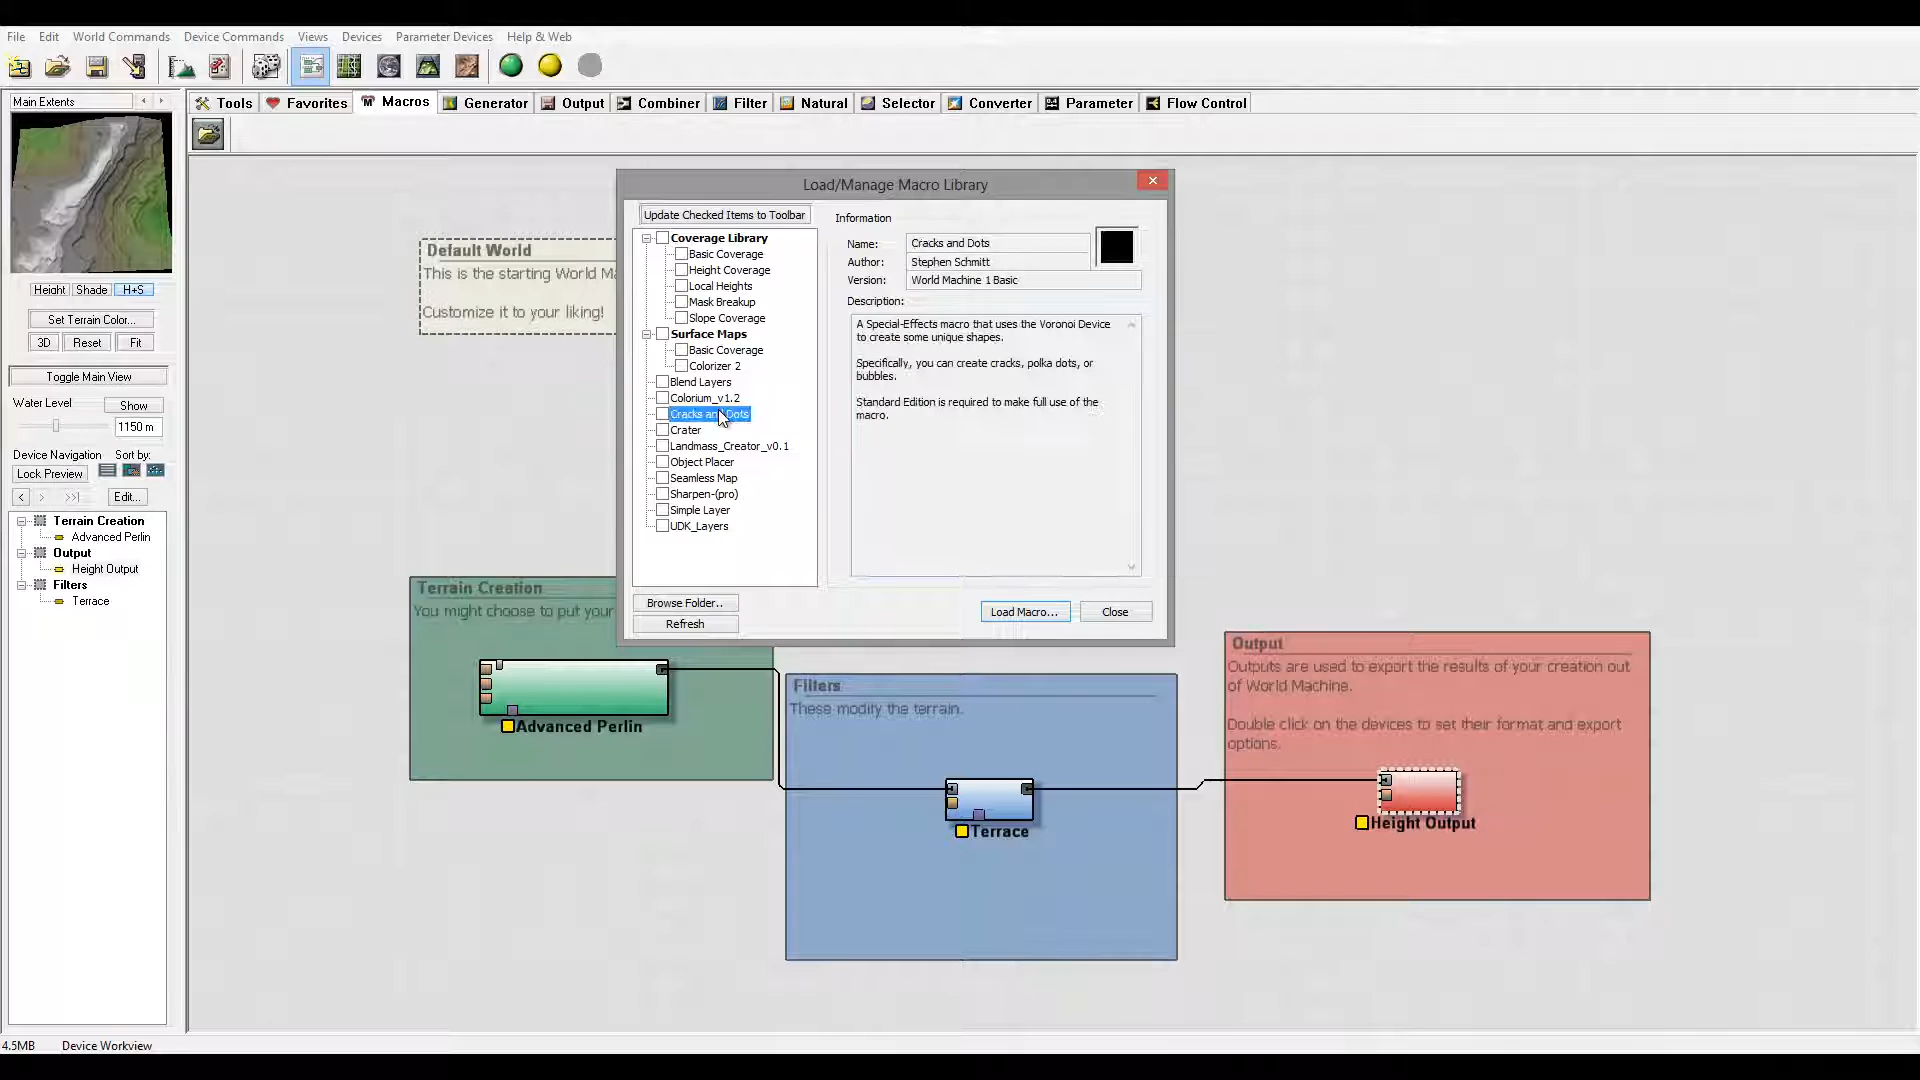 File Edit World Commands Device Commands Views Devices Parameter Devices Help & Web
Main Extents
Tools Favorites Macros Generator Output Combiner Filter Natural Selector Converter Parameter Flow Control
Height Shade H+S
Set Terrain Color...
3D Reset Fit
Toggle Main View
Water Level Show
1150 m
Device Navigation Sort by:
Lock Preview
< > >>| Edit...
Terrain Creation
Advanced Perlin
Output
Height Output
Filters
Terrace
Default World
This is the starting World M
Customize it to your liking!
Load/Manage Macro Library
Update Checked Items to Toolbar
Coverage Library
Basic Coverage
Height Coverage
Local Heights
Mask Breakup
Slope Coverage
Surface Maps
Basic Coverage
Colorizer 2
Blend Layers
Colorium_v1.2
Cracks and Dots
Crater
Landmass_Creator_v0.1
Object Placer
Seamless Map
Sharpen-(pro)
Simple Layer
UDK_Layers
Browse Folder..
Refresh
Information
Name: Cracks and Dots
Author: Stephen Schmitt
Version: World Machine 1 Basic
Description:
A Special-Effects macro that uses the Voronoi Device
to create some unique shapes.
Specifically, you can create cracks, polka dots, or
bubbles.
Standard Edition is required to make full use of the
macro.
Load Macro... Close
Terrain Creation
You might choose to put your
Advanced Perlin
Filters
These modify the terrain.
Terrace
Output
Outputs are used to export the results of your creation out
of World Machine.
Double click on the devices to set their format and export
options.
Height Output
4.5MB Device Workview